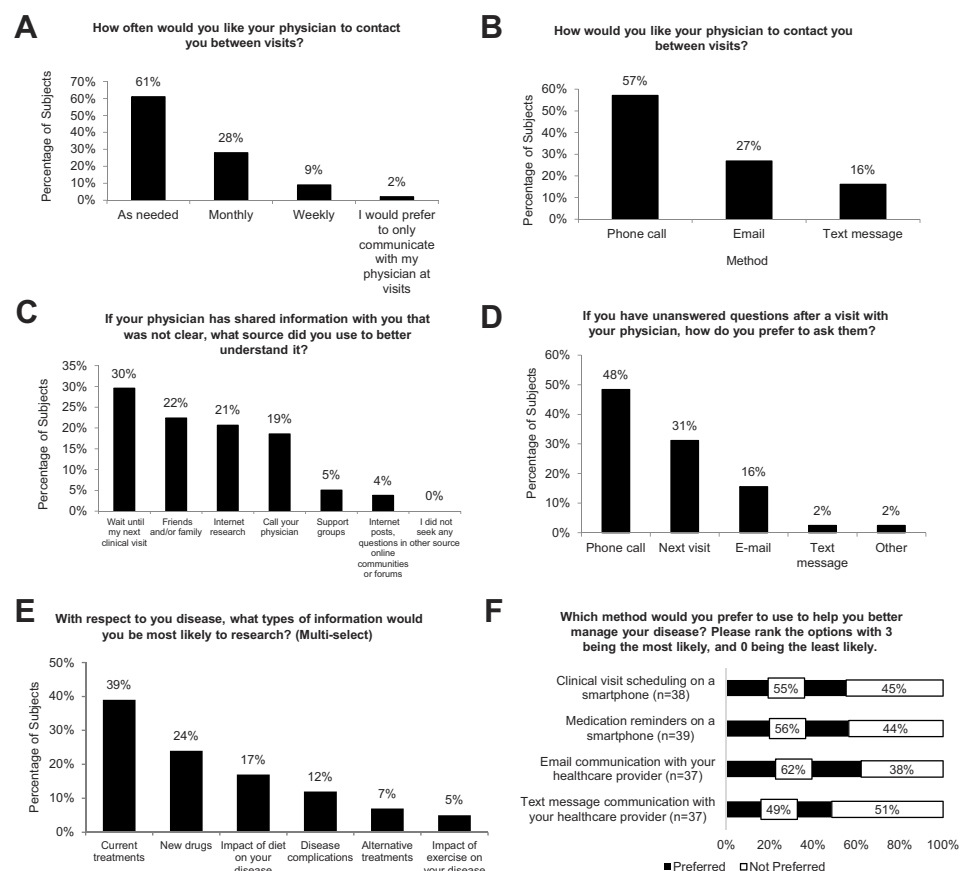 A
How often would you like your physician to contact
you between visits?
Percentage of Subjects
70%
60%
50%
40%
30%
20%
10%
0%
61%
28%
9%
2%
As needed
Monthly
Weekly
I would prefer
to only
communicate
with my
physician at
visits
B
How would you like your physician to contact you
between visits?
Percentage of Subjects
60%
50%
40%
30%
20%
10%
0%
57%
27%
16%
Phone call
Email
Text message
Method
C
If your physician has shared information with you that
was not clear, what source did you use to better
understand it?
Percentage of Subjects
35%
30%
25%
20%
15%
10%
5%
0%
30%
22%
21%
19%
5%
4%
0%
Wait until
my next
clinical visit
Friends
and/or family
Internet
research
Call your
physician
Support
groups
Internet
posts,
questions in
online
communities
or forums
I did not
seek any
other source
D
If you have unanswered questions after a visit with
your physician, how do you prefer to ask them?
Percentage of Subjects
60%
50%
40%
30%
20%
10%
0%
48%
31%
16%
2%
2%
Phone call
Next visit
E-mail
Text
message
Other
E
With respect to you disease, what types of information would
you be most likely to research? (Multi-select)
Percentage of Subjects
50%
40%
30%
20%
10%
0%
39%
24%
17%
12%
7%
5%
Current
treatments
New drugs
Impact of diet
on your
disease
Disease
complications
Alternative
treatments
Impact of
exercise on
your disease
F
Which method would you prefer to use to help you better
manage your disease? Please rank the options with 3
being the most likely, and 0 being the least likely.
Clinical visit scheduling on a
smartphone (n=38)
55%
45%
Medication reminders on a
smartphone (n=39)
56%
44%
Email communication with your
healthcare provider (n=37)
62%
38%
Text message communication with
your healthcare provider (n=37)
49%
51%
0%
20%
40%
60%
80%
100%
Preferred
Not Preferred